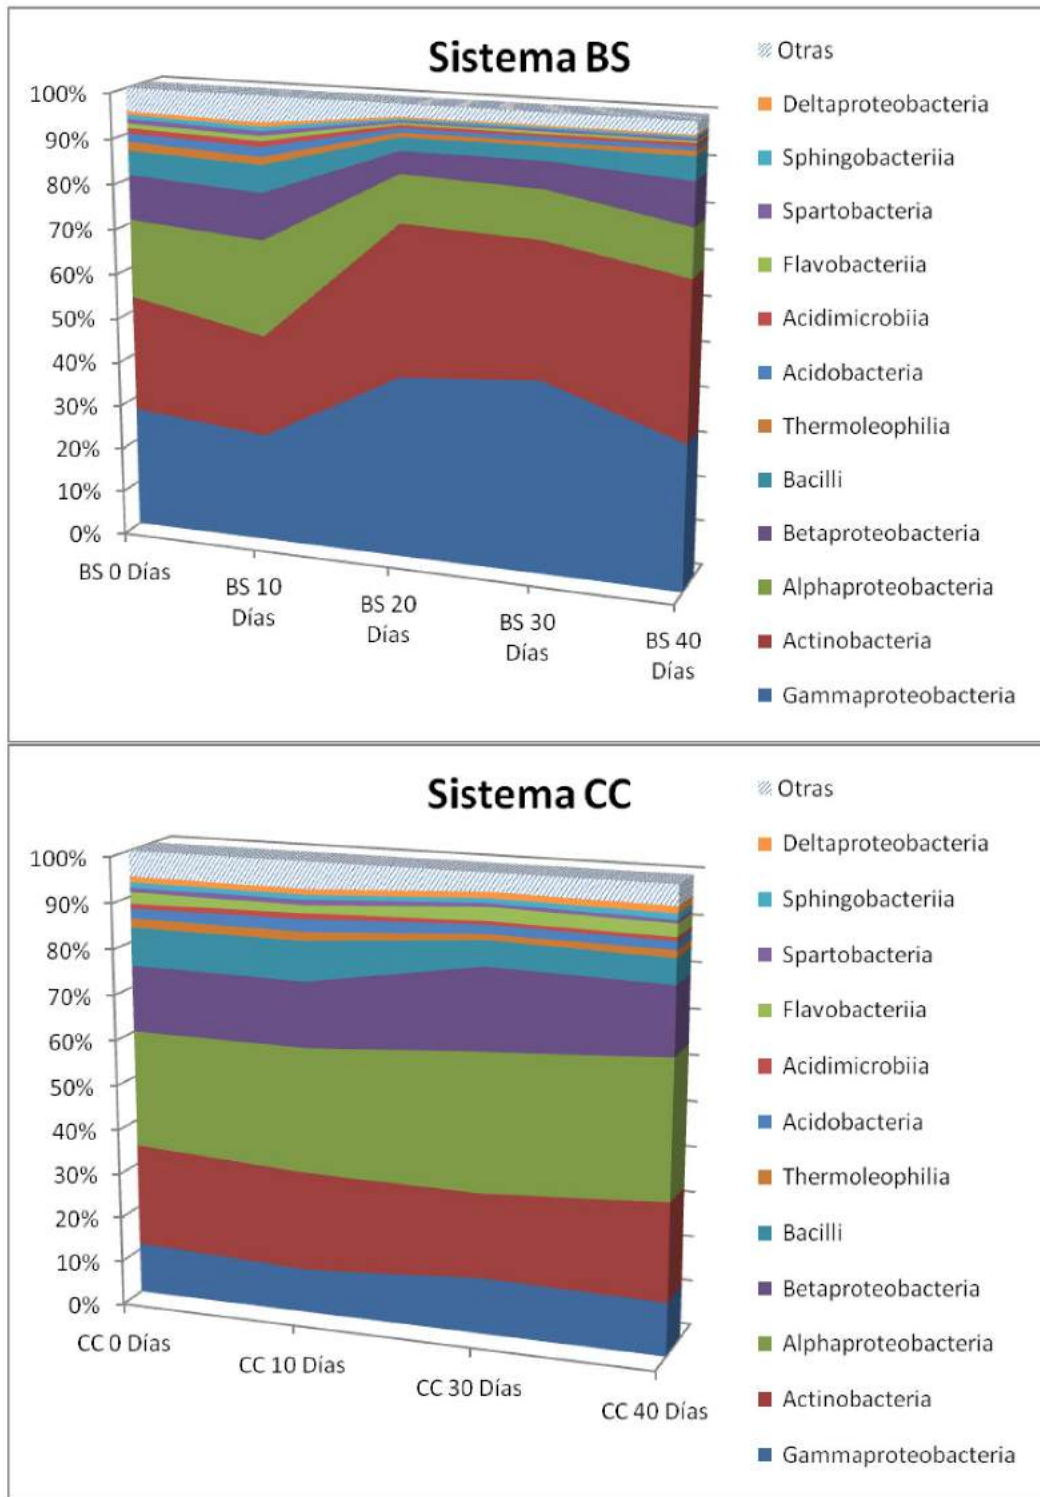 Sistema BS
100%
90%
80%
70%
60%
50%
40%
30%
20%
10%
0%
BS 0 Días
BS 10
Días
BS 20
Días
BS 30
Días
BS 40
Días
Otras
Deltaproteobacteria
Sphingobacteriia
Spartobacteria
Flavobacteriia
Acidimicrobiia
Acidobacteria
Thermoleophilia
Bacilli
Betaproteobacteria
Alphaproteobacteria
Actinobacteria
Gammaproteobacteria
Sistema CC
100%
90%
80%
70%
60%
50%
40%
30%
20%
10%
0%
CC 0 Días
CC 10 Días
CC 30 Días
CC 40 Días
Otras
Deltaproteobacteria
Sphingobacteriia
Spartobacteria
Flavobacteriia
Acidimicrobiia
Acidobacteria
Thermoleophilia
Bacilli
Betaproteobacteria
Alphaproteobacteria
Actinobacteria
Gammaproteobacteria